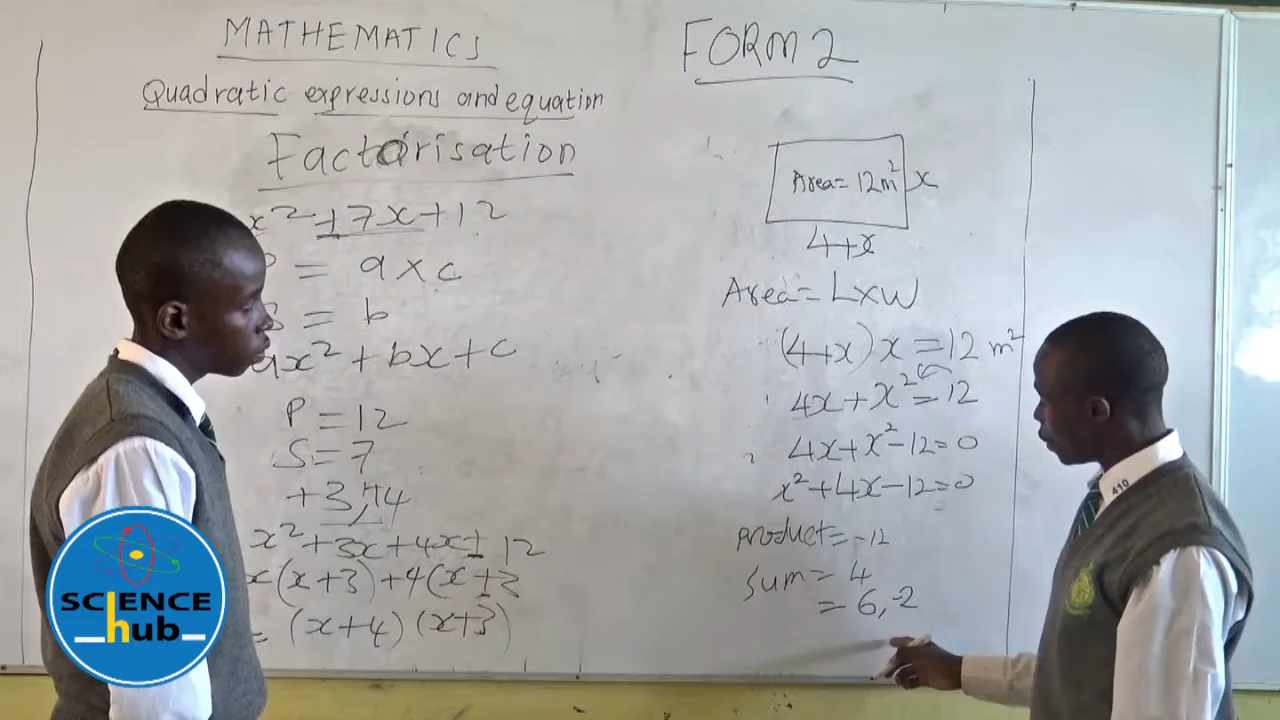 MATHEMATICS
Quadratic expressions and equation
Factorisation
x² + 7x + 12
= a x c
= b
ax² + bx + c
P = 12
S = 7
+3, +4
x² + 3x + 4x + 12
x(x+3) + 4(x+3
= (x+4)(x+3)
FORM 2
Area = 12m² x
4+x
Area = L x W
(4+x)x = 12 m²
4x + x² = 12
4x + x² - 12 = 0
x² + 4x - 12 = 0
product = -12
sum = 4
= 6, -2
410
SCIENCE
hub